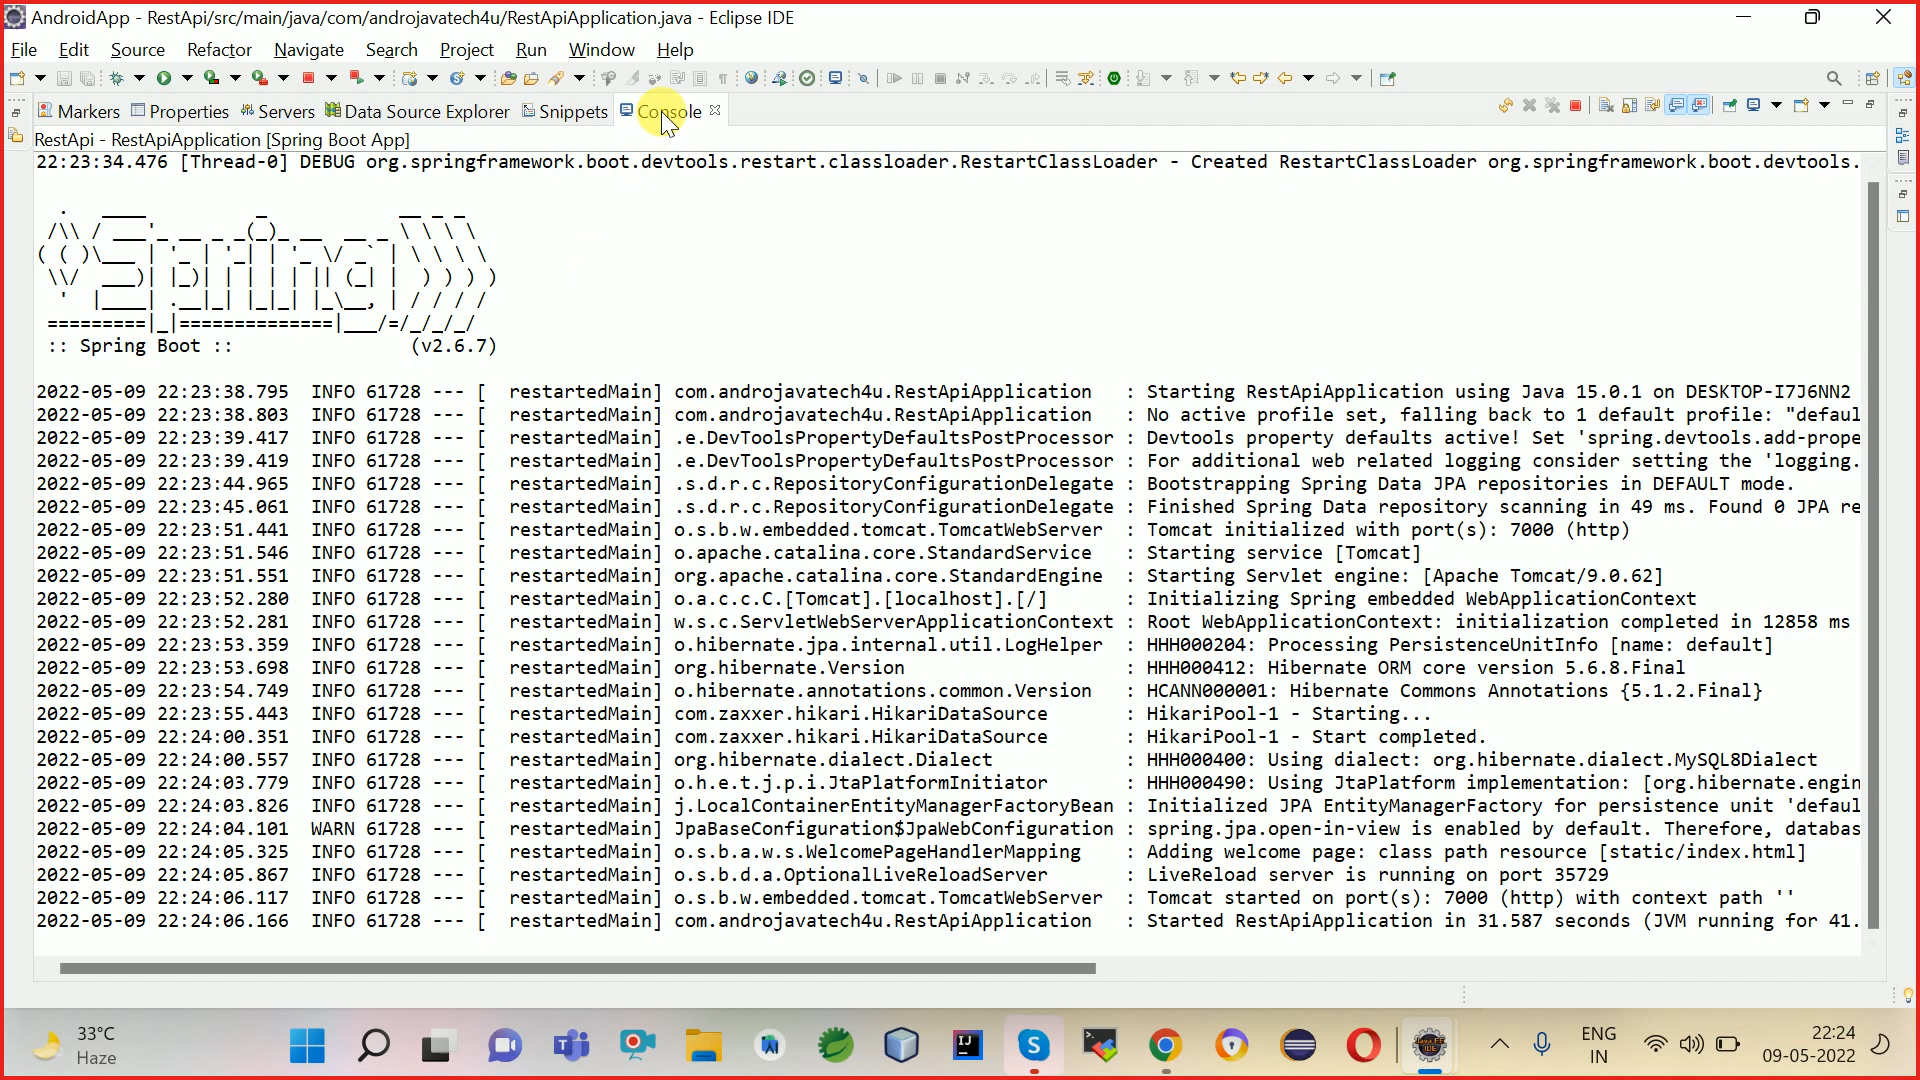 AndroidApp - RestApi/src/main/java/com/androjavatech4u/RestApiApplication.java - Eclipse IDE
File Edit Source Refactor Navigate Search Project Run Window Help
Markers Properties Servers Data Source Explorer Snippets Console
RestApi - RestApiApplication [Spring Boot App]
22:23:34.476 [Thread-0] DEBUG org.springframework.boot.devtools.restart.classloader.RestartClassLoader - Created RestartClassLoader org.springframework.boot.devtools.
Spring
:: Spring Boot :: (v2.6.7)
2022-05-09 22:23:38.795 INFO 61728 --- [ restartedMain] com.androjavatech4u.RestApiApplication : Starting RestApiApplication using Java 15.0.1 on DESKTOP-I7J6NN2
2022-05-09 22:23:38.803 INFO 61728 --- [ restartedMain] com.androjavatech4u.RestApiApplication : No active profile set, falling back to 1 default profile: "defaul
2022-05-09 22:23:39.417 INFO 61728 --- [ restartedMain] .e.DevToolsPropertyDefaultsPostProcessor : Devtools property defaults active! Set 'spring.devtools.add-prope
2022-05-09 22:23:39.419 INFO 61728 --- [ restartedMain] .e.DevToolsPropertyDefaultsPostProcessor : For additional web related logging consider setting the 'logging.
2022-05-09 22:23:44.965 INFO 61728 --- [ restartedMain] .s.d.r.c.RepositoryConfigurationDelegate : Bootstrapping Spring Data JPA repositories in DEFAULT mode.
2022-05-09 22:23:45.061 INFO 61728 --- [ restartedMain] .s.d.r.c.RepositoryConfigurationDelegate : Finished Spring Data repository scanning in 49 ms. Found 0 JPA re
2022-05-09 22:23:51.441 INFO 61728 --- [ restartedMain] o.s.b.w.embedded.tomcat.TomcatWebServer : Tomcat initialized with port(s): 7000 (http)
2022-05-09 22:23:51.546 INFO 61728 --- [ restartedMain] o.apache.catalina.core.StandardService : Starting service [Tomcat]
2022-05-09 22:23:51.551 INFO 61728 --- [ restartedMain] org.apache.catalina.core.StandardEngine : Starting Servlet engine: [Apache Tomcat/9.0.62]
2022-05-09 22:23:52.280 INFO 61728 --- [ restartedMain] o.a.c.c.C.[Tomcat].[localhost].[/] : Initializing Spring embedded WebApplicationContext
2022-05-09 22:23:52.281 INFO 61728 --- [ restartedMain] w.s.c.ServletWebServerApplicationContext : Root WebApplicationContext: initialization completed in 12858 ms
2022-05-09 22:23:53.359 INFO 61728 --- [ restartedMain] o.hibernate.jpa.internal.util.LogHelper : HHH000204: Processing PersistenceUnitInfo [name: default]
2022-05-09 22:23:53.698 INFO 61728 --- [ restartedMain] org.hibernate.Version : HHH000412: Hibernate ORM core version 5.6.8.Final
2022-05-09 22:23:54.749 INFO 61728 --- [ restartedMain] o.hibernate.annotations.common.Version : HCANN000001: Hibernate Commons Annotations {5.1.2.Final}
2022-05-09 22:23:55.443 INFO 61728 --- [ restartedMain] com.zaxxer.hikari.HikariDataSource : HikariPool-1 - Starting...
2022-05-09 22:24:00.351 INFO 61728 --- [ restartedMain] com.zaxxer.hikari.HikariDataSource : HikariPool-1 - Start completed.
2022-05-09 22:24:00.557 INFO 61728 --- [ restartedMain] org.hibernate.dialect.Dialect : HHH000400: Using dialect: org.hibernate.dialect.MySQL8Dialect
2022-05-09 22:24:03.779 INFO 61728 --- [ restartedMain] o.h.e.t.j.p.i.JtaPlatformInitiator : HHH000490: Using JtaPlatform implementation: [org.hibernate.engin
2022-05-09 22:24:03.826 INFO 61728 --- [ restartedMain] j.LocalContainerEntityManagerFactoryBean : Initialized JPA EntityManagerFactory for persistence unit 'defaul
2022-05-09 22:24:04.101 WARN 61728 --- [ restartedMain] JpaBaseConfiguration$JpaWebConfiguration : spring.jpa.open-in-view is enabled by default. Therefore, databas
2022-05-09 22:24:05.325 INFO 61728 --- [ restartedMain] o.s.b.a.w.s.WelcomePageHandlerMapping : Adding welcome page: class path resource [static/index.html]
2022-05-09 22:24:05.867 INFO 61728 --- [ restartedMain] o.s.b.d.a.OptionalLiveReloadServer : LiveReload server is running on port 35729
2022-05-09 22:24:06.117 INFO 61728 --- [ restartedMain] o.s.b.w.embedded.tomcat.TomcatWebServer : Tomcat started on port(s): 7000 (http) with context path ''
2022-05-09 22:24:06.166 INFO 61728 --- [ restartedMain] com.androjavatech4u.RestApiApplication : Started RestApiApplication in 31.587 seconds (JVM running for 41.
33°C
Haze
ENG
IN
22:24
09-05-2022